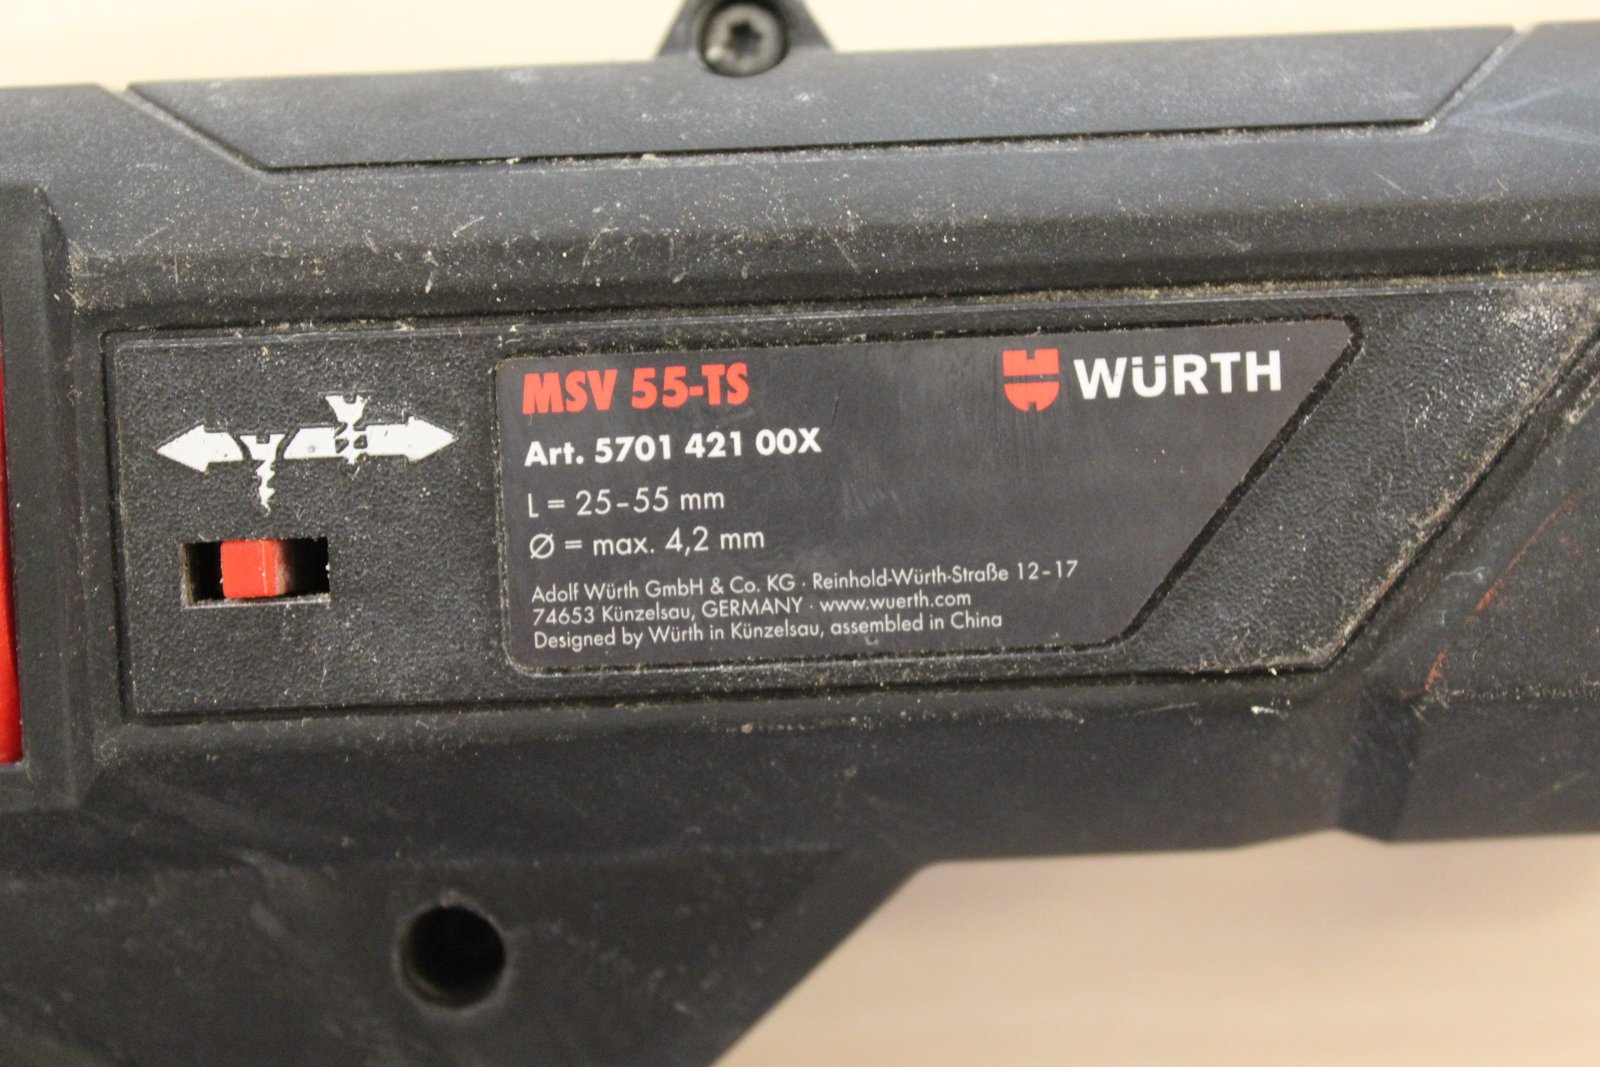 MSV 55-TS
WÜRTH
Art. 5701 421 00X
L = 25–55 mm
Ø = max. 4,2 mm
Adolf Würth GmbH & Co. KG · Reinhold-Würth-Straße 12–17
74653 Künzelsau, GERMANY · www.wuerth.com
Designed by Würth in Künzelsau, assembled in China